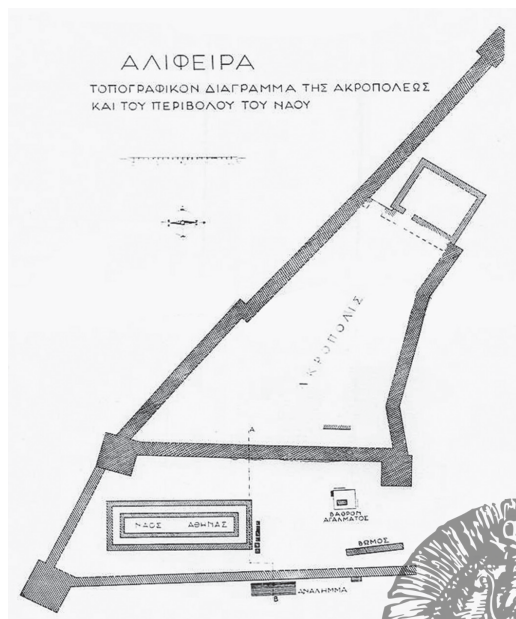 ΑΛΙΦΕΙΡΑ
ΤΟΠΟΓΡΑΦΙΚΟΝ ΔΙΑΓΡΑΜΜΑ ΤΗΣ ΑΚΡΟΠΟΛΕΩΣ
ΚΑΙ ΤΟΥ ΠΕΡΙΒΟΛΟΥ ΤΟΥ ΝΑΟΥ
ΑΚΡΟΠΟΛΙΣ
Α
ΒΑΘΡΟΝ
ΑΓΑΛΜΑΤΟΣ
ΝΑΟΣ ΑΘΗΝΑΣ
ΒΩΜΟΣ
ΑΝΑΛΗΜΜΑ
Β